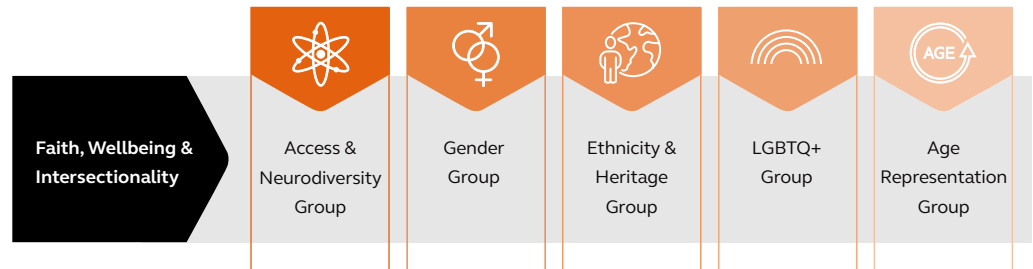 Faith, Wellbeing &
Intersectionality
Access &
Neurodiversity
Group
Gender
Group
Ethnicity &
Heritage
Group
LGBTQ+
Group
AGE
Age
Representation
Group